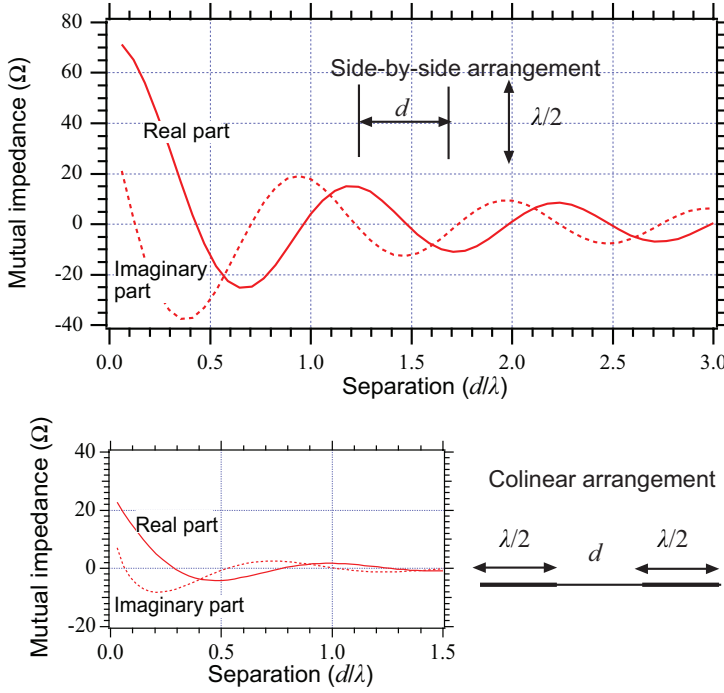 Mutual impedance (Ω)
80
60
40
20
0
-20
-40
Side-by-side arrangement
d
λ/2
Real part
Imaginary
part
0.0
0.5
1.0
1.5
2.0
2.5
3.0
Separation (d/λ)
Mutual impedance (Ω)
40
20
0
-20
Real part
Imaginary part
0.0
0.5
1.0
1.5
Separation (d/λ)
Colinear arrangement
λ/2
d
λ/2